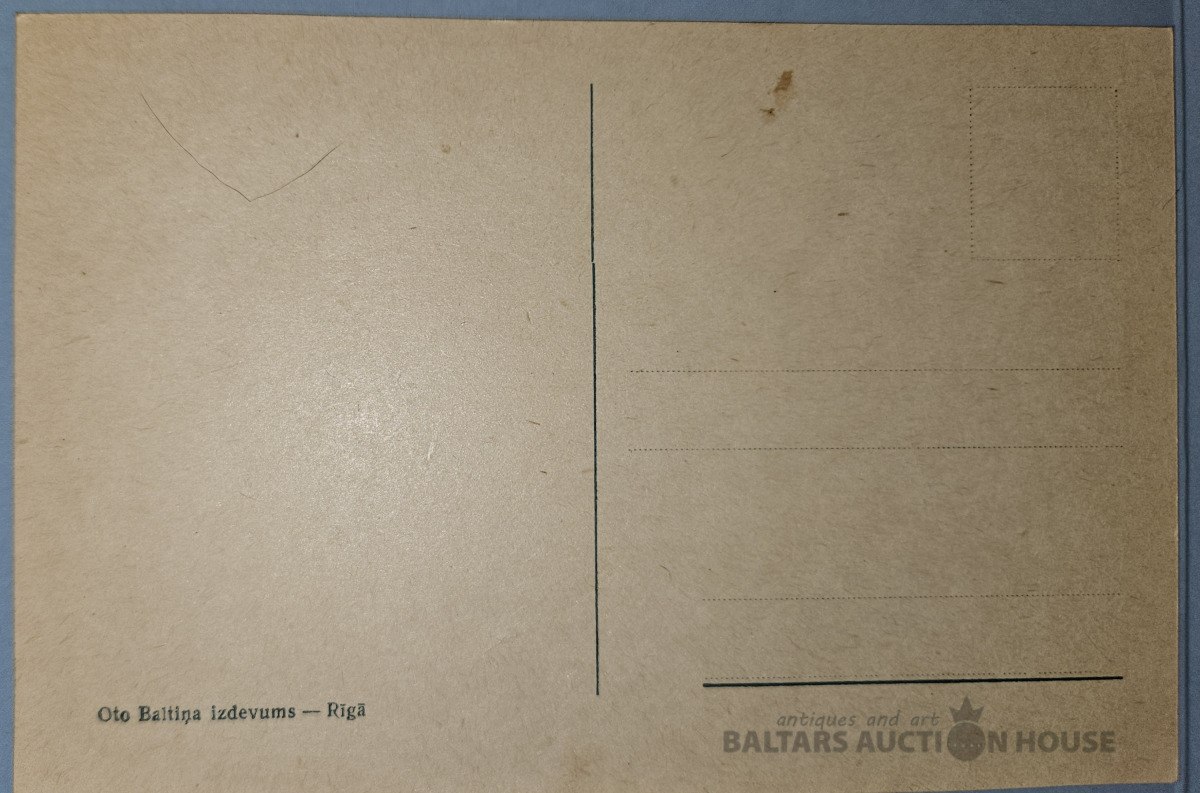 Oto Baltiņa izdevums — Rīgā
antiques and art
BALTARS AUCTION HOUSE